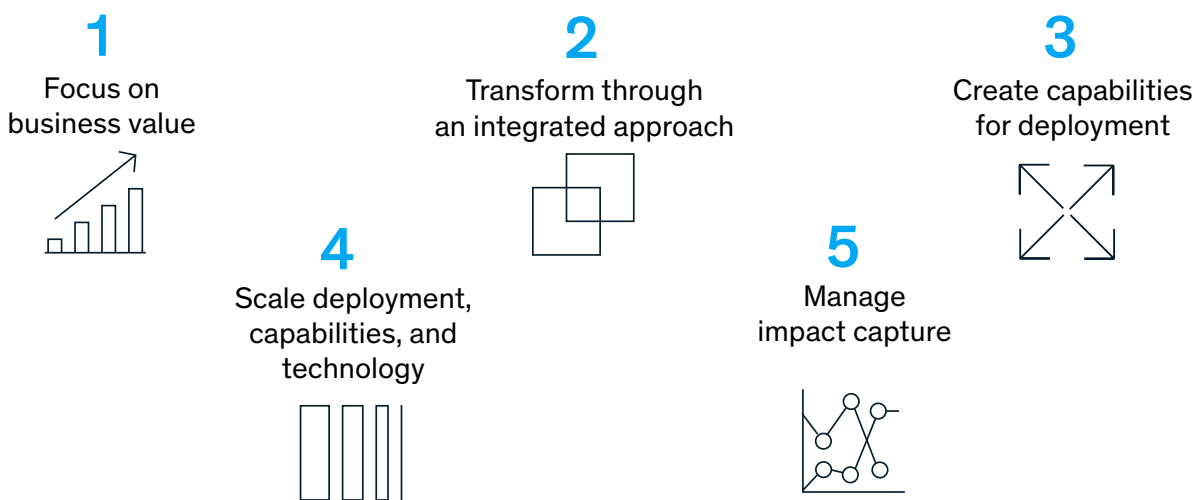 1
Focus on
business value
2
Transform through
an integrated approach
3
Create capabilities
for deployment
4
Scale deployment,
capabilities, and
technology
5
Manage
impact capture